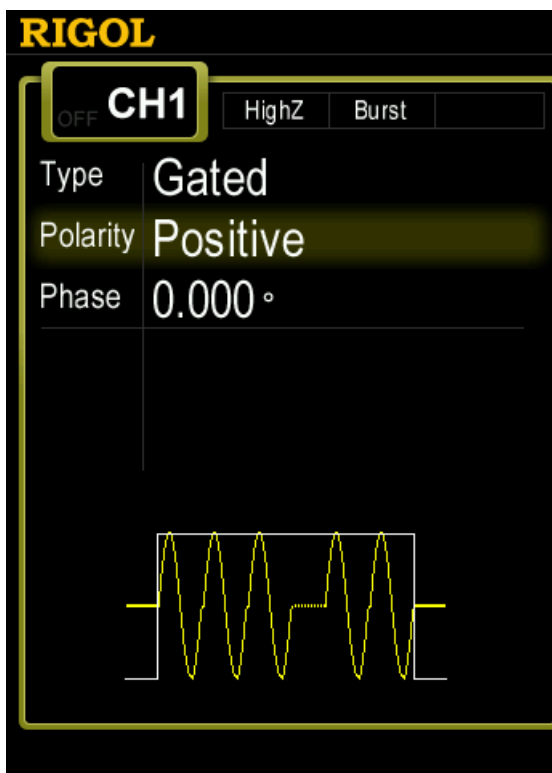 RIGOL
OFF CH1 HighZ Burst
Type Gated
Polarity Positive
Phase 0.000 °